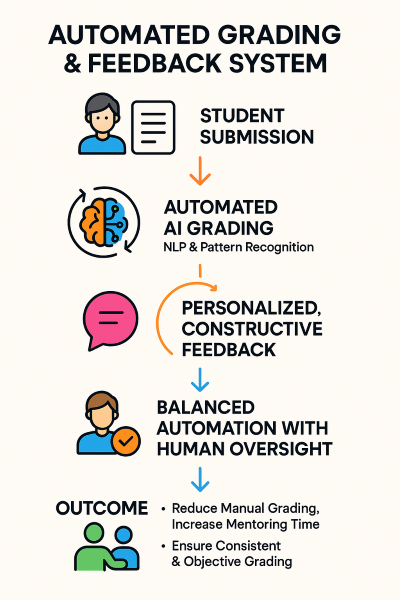 AUTOMATED GRADING
& FEEDBACK SYSTEM
STUDENT
SUBMISSION
AUTOMATED
AI GRADING
NLP & Pattern Recognition
PERSONALIZED,
CONSTRUCTIVE
FEEDBACK
BALANCED
AUTOMATION WITH
HUMAN OVERSIGHT
OUTCOME
• Reduce Manual Grading,
Increase Mentoring Time
• Ensure Consistent
& Objective Grading